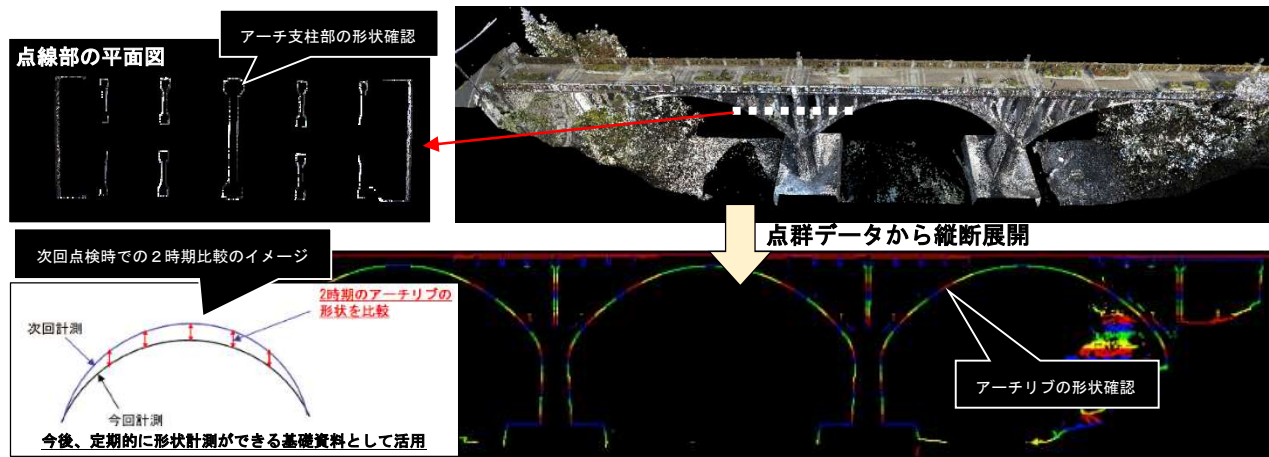 アーチ支柱部の形状確認
点線部の平面図
点群データから縦断展開
次回点検時での２時期比較のイメージ
2時期のアーチリブの
形状を比較
次回計測
今回計測
今後、定期的に形状計測ができる基礎資料として活用
アーチリブの形状確認